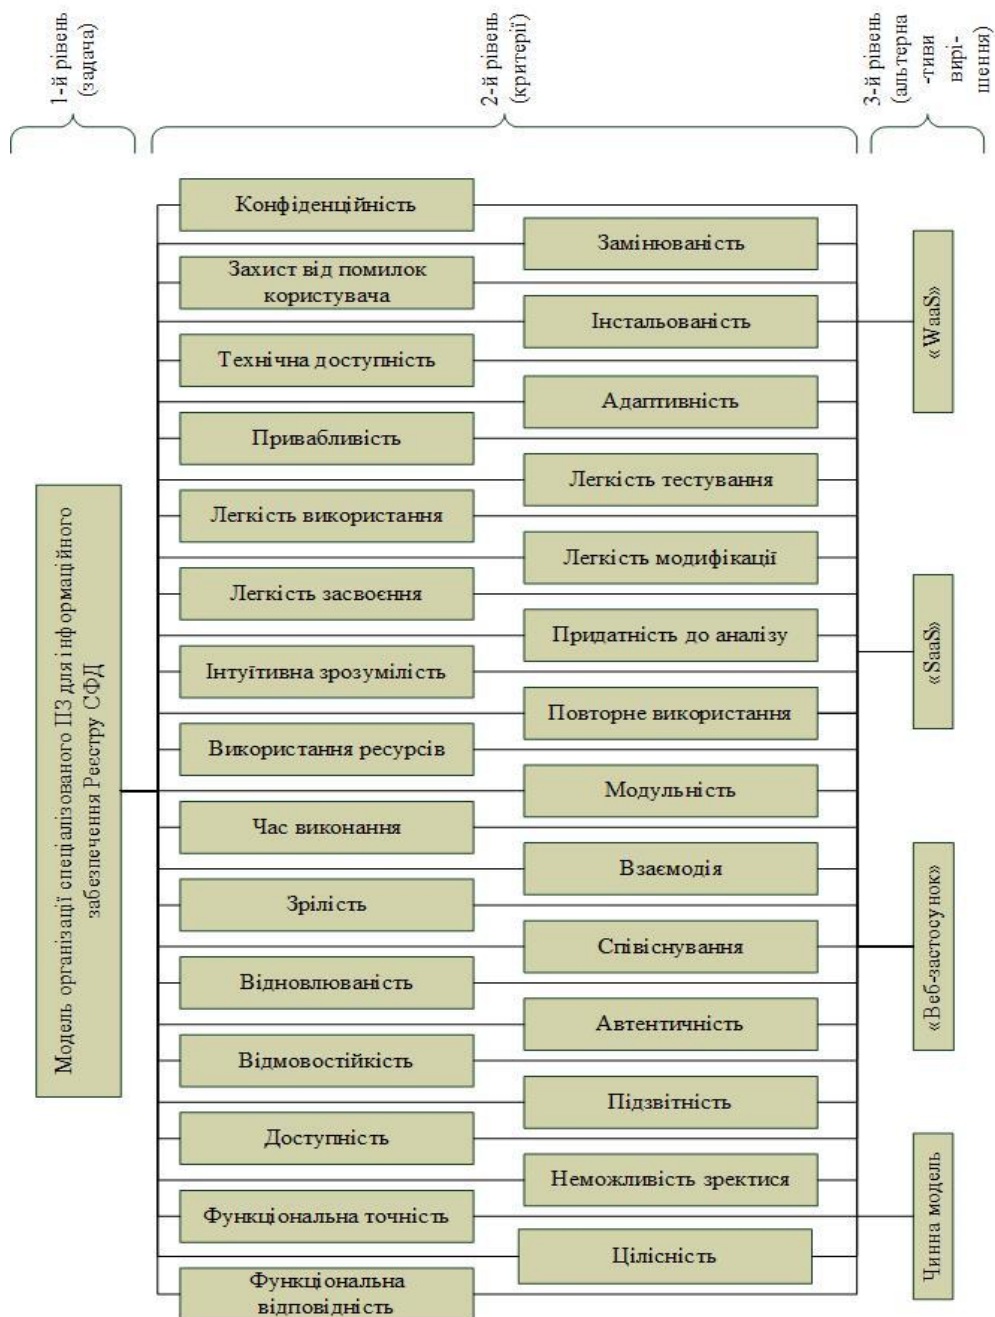 1-й рівень
(задача)
2-й рівень
(критерії)
3-й рівень
(альтерна
-тиви
вирі-
шення)
Модель організації спеціалізованого ПЗ для інформаційного
забезпечення Реєстру СФД
Конфіденційність
Замінюваність
Захист від помилок
користувача
Інстальованість
Технічна доступність
Адаптивність
Привабливість
Легкість тестування
Легкість використання
Легкість модифікації
Легкість засвоєння
Придатність до аналізу
Інтуїтивна зрозумілість
Повторне використання
Використання ресурсів
Модульність
Час виконання
Взаємодія
Зрілість
Співіснування
Відновлюваність
Автентичність
Відмовостійкість
Підзвітність
Доступність
Неможливість зректися
Функціональна точність
Цілісність
Функціональна
відповідність
«WaaS»
«SaaS»
«Веб-застосунок»
Чинна модель